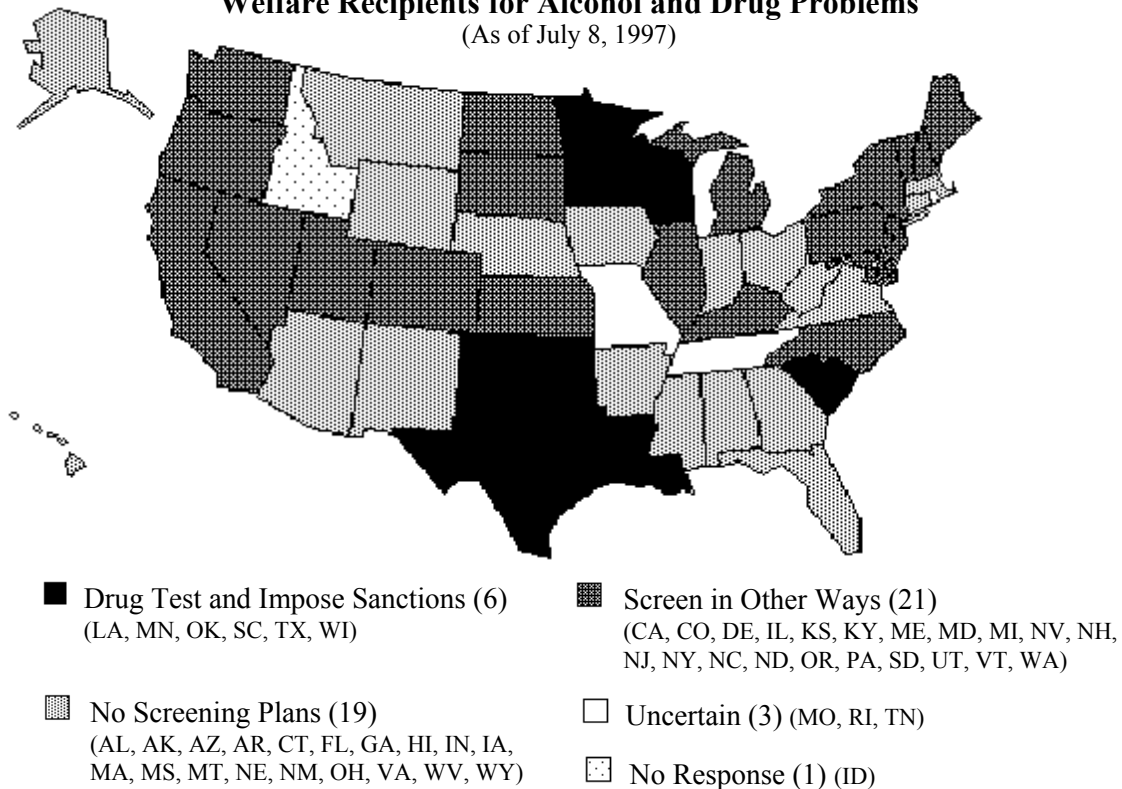 Welfare Recipients for Alcohol and Drug Problems
(As of July 8, 1997)
Drug Test and Impose Sanctions (6)
(LA, MN, OK, SC, TX, WI)
Screen in Other Ways (21)
(CA, CO, DE, IL, KS, KY, ME, MD, MI, NV, NH,
NJ, NY, NC, ND, OR, PA, SD, UT, VT, WA)
No Screening Plans (19)
(AL, AK, AZ, AR, CT, FL, GA, HI, IN, IA,
MA, MS, MT, NE, NM, OH, VA, WV, WY)
Uncertain (3) (MO, RI, TN)
No Response (1) (ID)